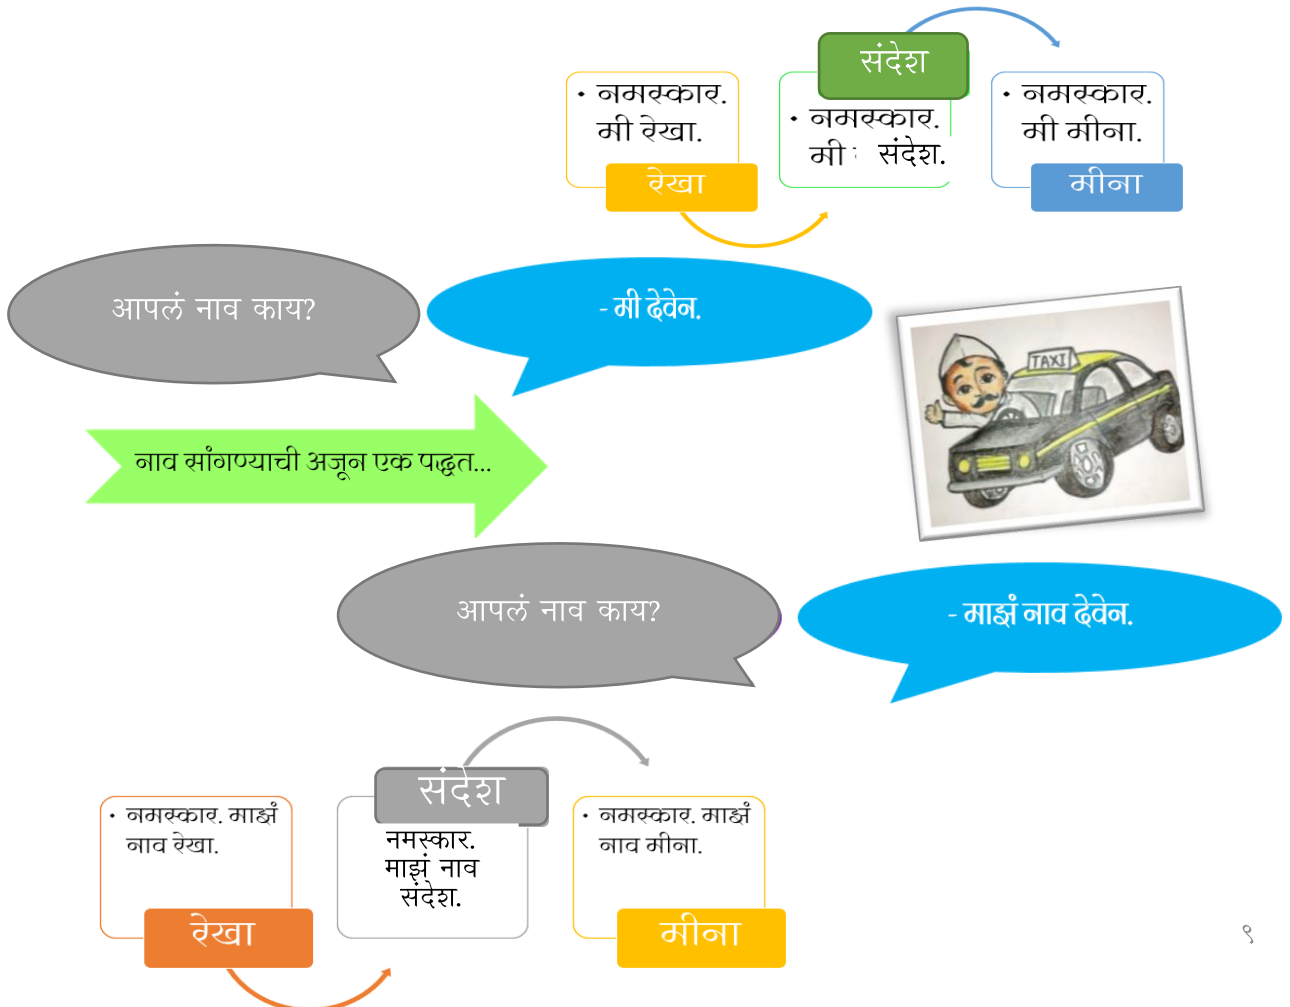 संदेश
• नमस्कार.
मी रेखा.
रेखा
• नमस्कार.
मी संदेश.
• नमस्कार.
मी मीना.
मीना
आपलं नाव काय?
- मी देवेन.
TAXI
नाव सांगण्याची अजून एक पद्धत...
आपलं नाव काय?
- माझं नाव देवेन.
संदेश
• नमस्कार. माझं
नाव रेखा.
रेखा
नमस्कार.
माझं नाव
संदेश.
• नमस्कार. माझं
नाव मीना.
मीना
९